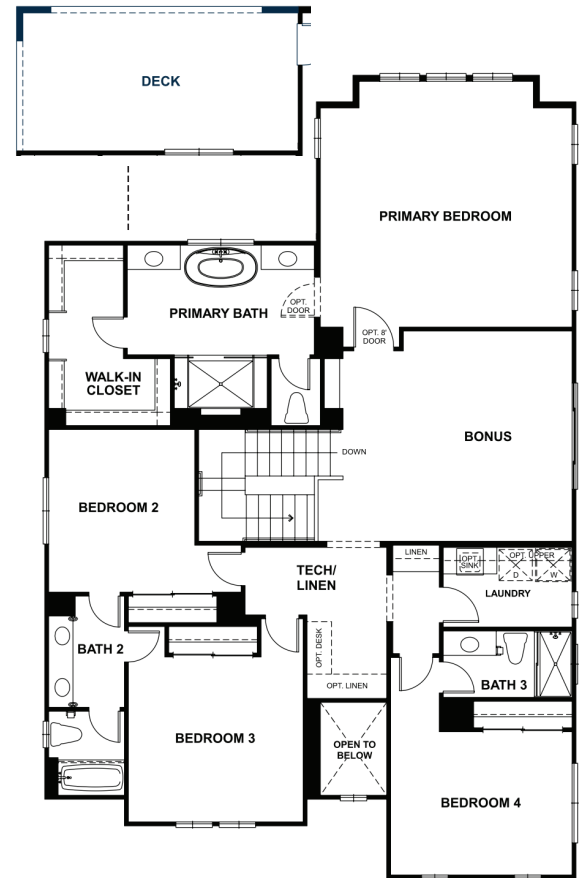 DECK
PRIMARY BEDROOM
OPT.
DOOR
PRIMARY BATH
OPT. 8'
DOOR
WALK-IN
CLOSET
BONUS
DOWN
BEDROOM 2
TECH/
LINEN
LINEN
OPT.
SINK
OPT. UPPER
D
W
LAUNDRY
BATH 2
OPT. DESK
OPT. LINEN
BATH 3
BEDROOM 3
OPEN TO
BELOW
BEDROOM 4